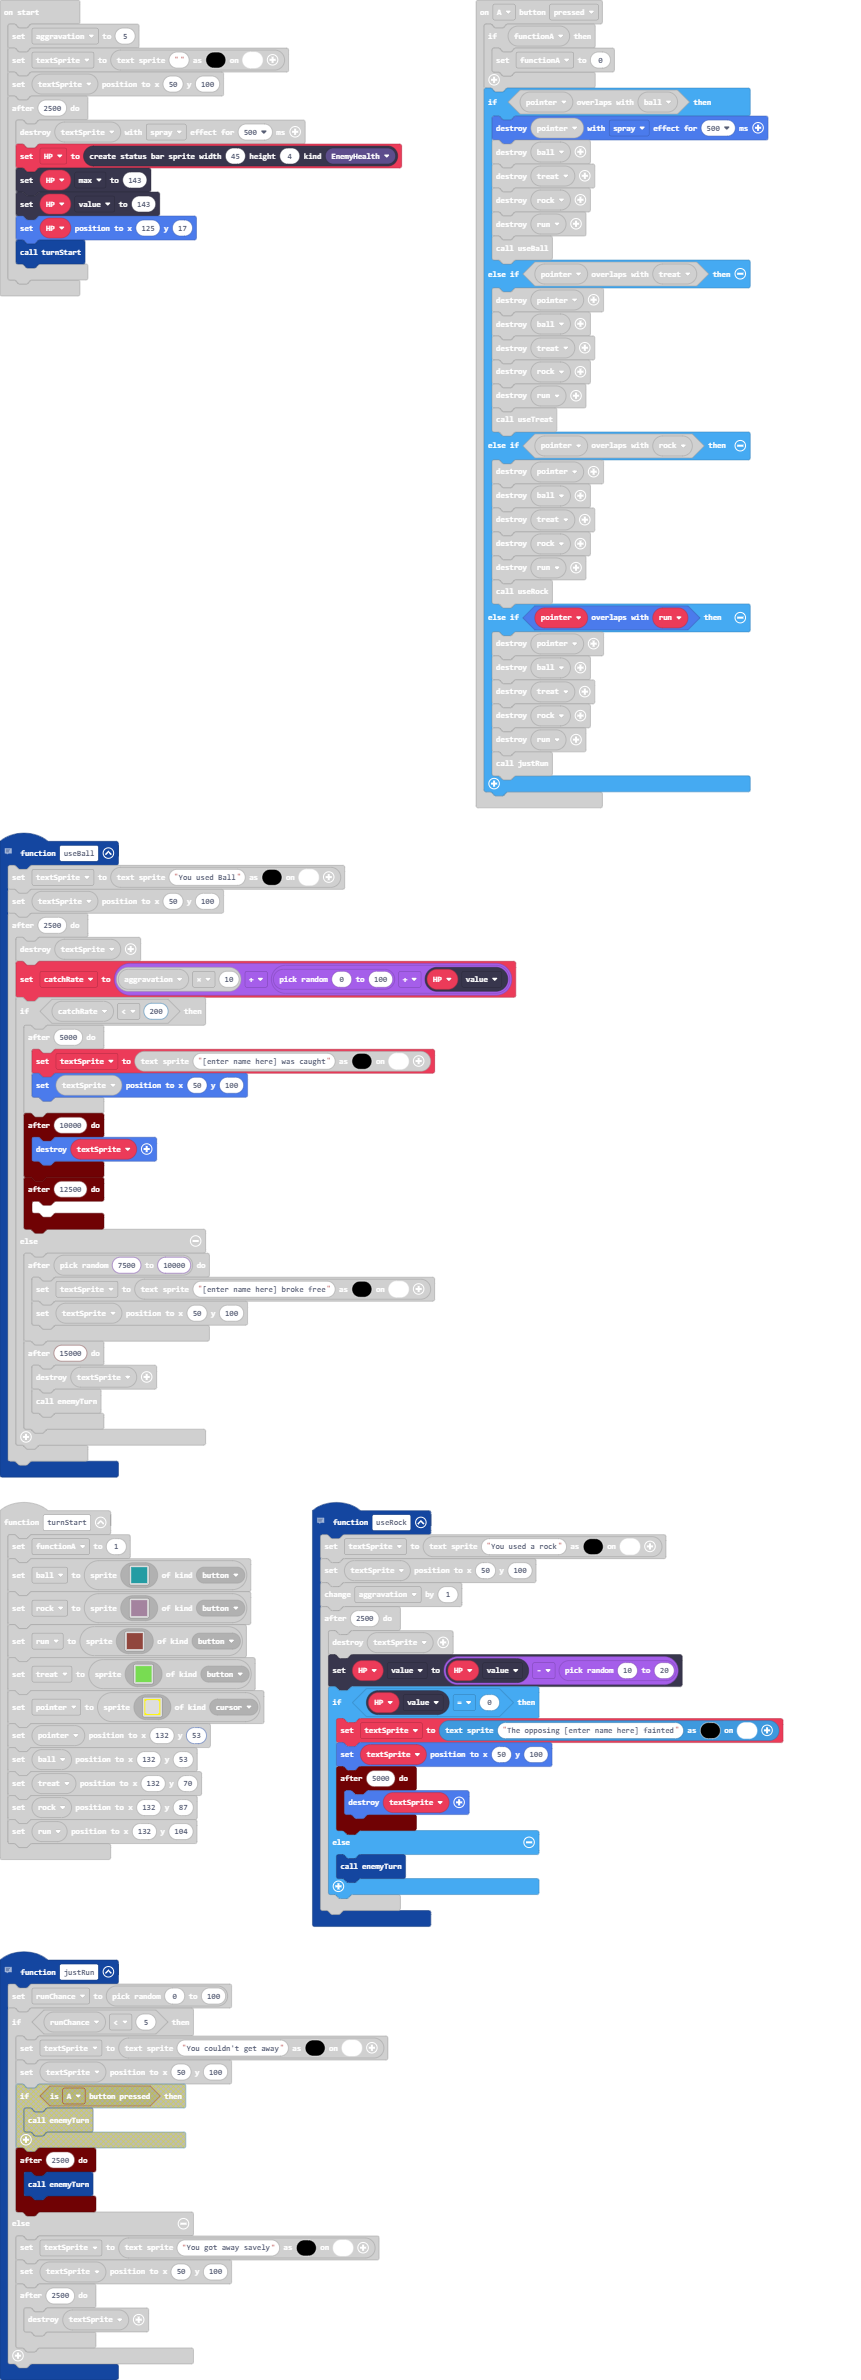 on start
set aggravation to 5
set textSprite to text sprite "" as on
set textSprite position to x 50 y 100
after 2500 do
destroy textSprite with spray effect for 500 ms
set HP to create status bar sprite width 45 height 4 kind EnemyHealth
set HP max to 143
set HP value to 143
set HP position to x 125 y 17
call turnStart
on A button pressed
if functionA then
set functionA to 0
if pointer overlaps with ball then
destroy pointer with spray effect for 500 ms
destroy ball
destroy treat
destroy rock
destroy run
call useBall
else if pointer overlaps with treat then
destroy pointer
destroy ball
destroy treat
destroy rock
destroy run
call useTreat
else if pointer overlaps with rock then
destroy pointer
destroy ball
destroy treat
destroy rock
destroy run
call useRock
else if pointer overlaps with run then
destroy pointer
destroy ball
destroy treat
destroy rock
destroy run
call justRun
function useBall
set textSprite to text sprite "You used Ball" as on
set textSprite position to x 50 y 100
after 2500 do
destroy textSprite
set catchRate to aggravation × 10 + pick random 0 to 100 + HP value
if catchRate < 200 then
after 5000 do
set textSprite to text sprite "[enter name here] was caught" as on
set textSprite position to x 50 y 100
after 10000 do
destroy textSprite
after 12500 do
else
after pick random 7500 to 10000 do
set textSprite to text sprite "[enter name here] broke free" as on
set textSprite position to x 50 y 100
after 15000 do
destroy textSprite
call enemyTurn
function turnStart
set functionA to 1
set ball to sprite of kind button
set rock to sprite of kind button
set run to sprite of kind button
set treat to sprite of kind button
set pointer to sprite of kind cursor
set pointer position to x 132 y 53
set ball position to x 132 y 53
set treat position to x 132 y 70
set rock position to x 132 y 87
set run position to x 132 y 104
function useRock
set textSprite to text sprite "You used a rock" as on
set textSprite position to x 50 y 100
change aggravation by 1
after 2500 do
destroy textSprite
set HP value to HP value - pick random 10 to 20
if HP value = 0 then
set textSprite to text sprite "The opposing [enter name here] fainted" as on
set textSprite position to x 50 y 100
after 5000 do
destroy textSprite
else
call enemyTurn
function justRun
set runChance to pick random 0 to 100
if runChance < 5 then
set textSprite to text sprite "You couldn't get away" as on
set textSprite position to x 50 y 100
if is A button pressed then
call enemyTurn
after 2500 do
call enemyTurn
else
set textSprite to text sprite "You got away savely" as on
set textSprite position to x 50 y 100
after 2500 do
destroy textSprite